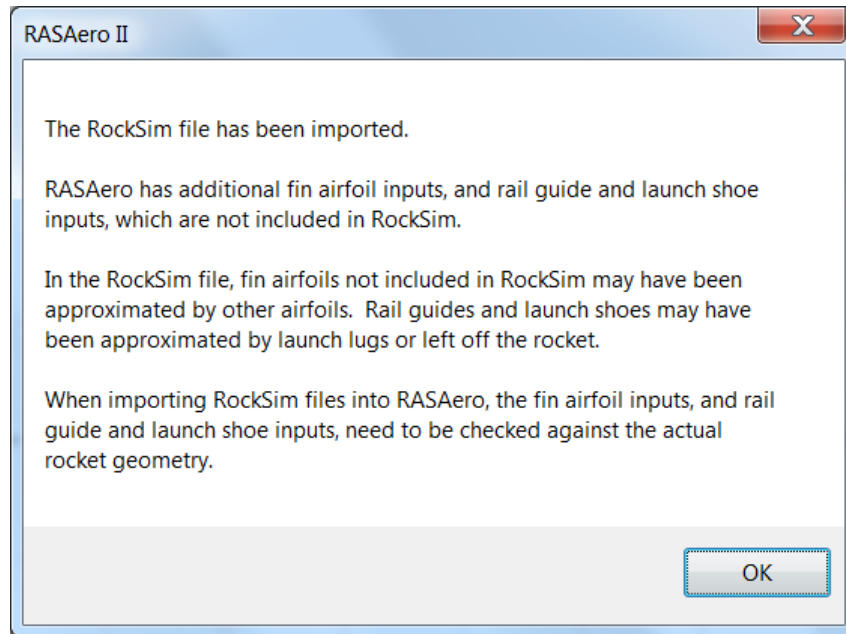 RASAero II
The RockSim file has been imported.
RASAero has additional fin airfoil inputs, and rail guide and launch shoe
inputs, which are not included in RockSim.
In the RockSim file, fin airfoils not included in RockSim may have been
approximated by other airfoils.  Rail guides and launch shoes may have
been approximated by launch lugs or left off the rocket.
When importing RockSim files into RASAero, the fin airfoil inputs, and rail
guide and launch shoe inputs, need to be checked against the actual
rocket geometry.
OK